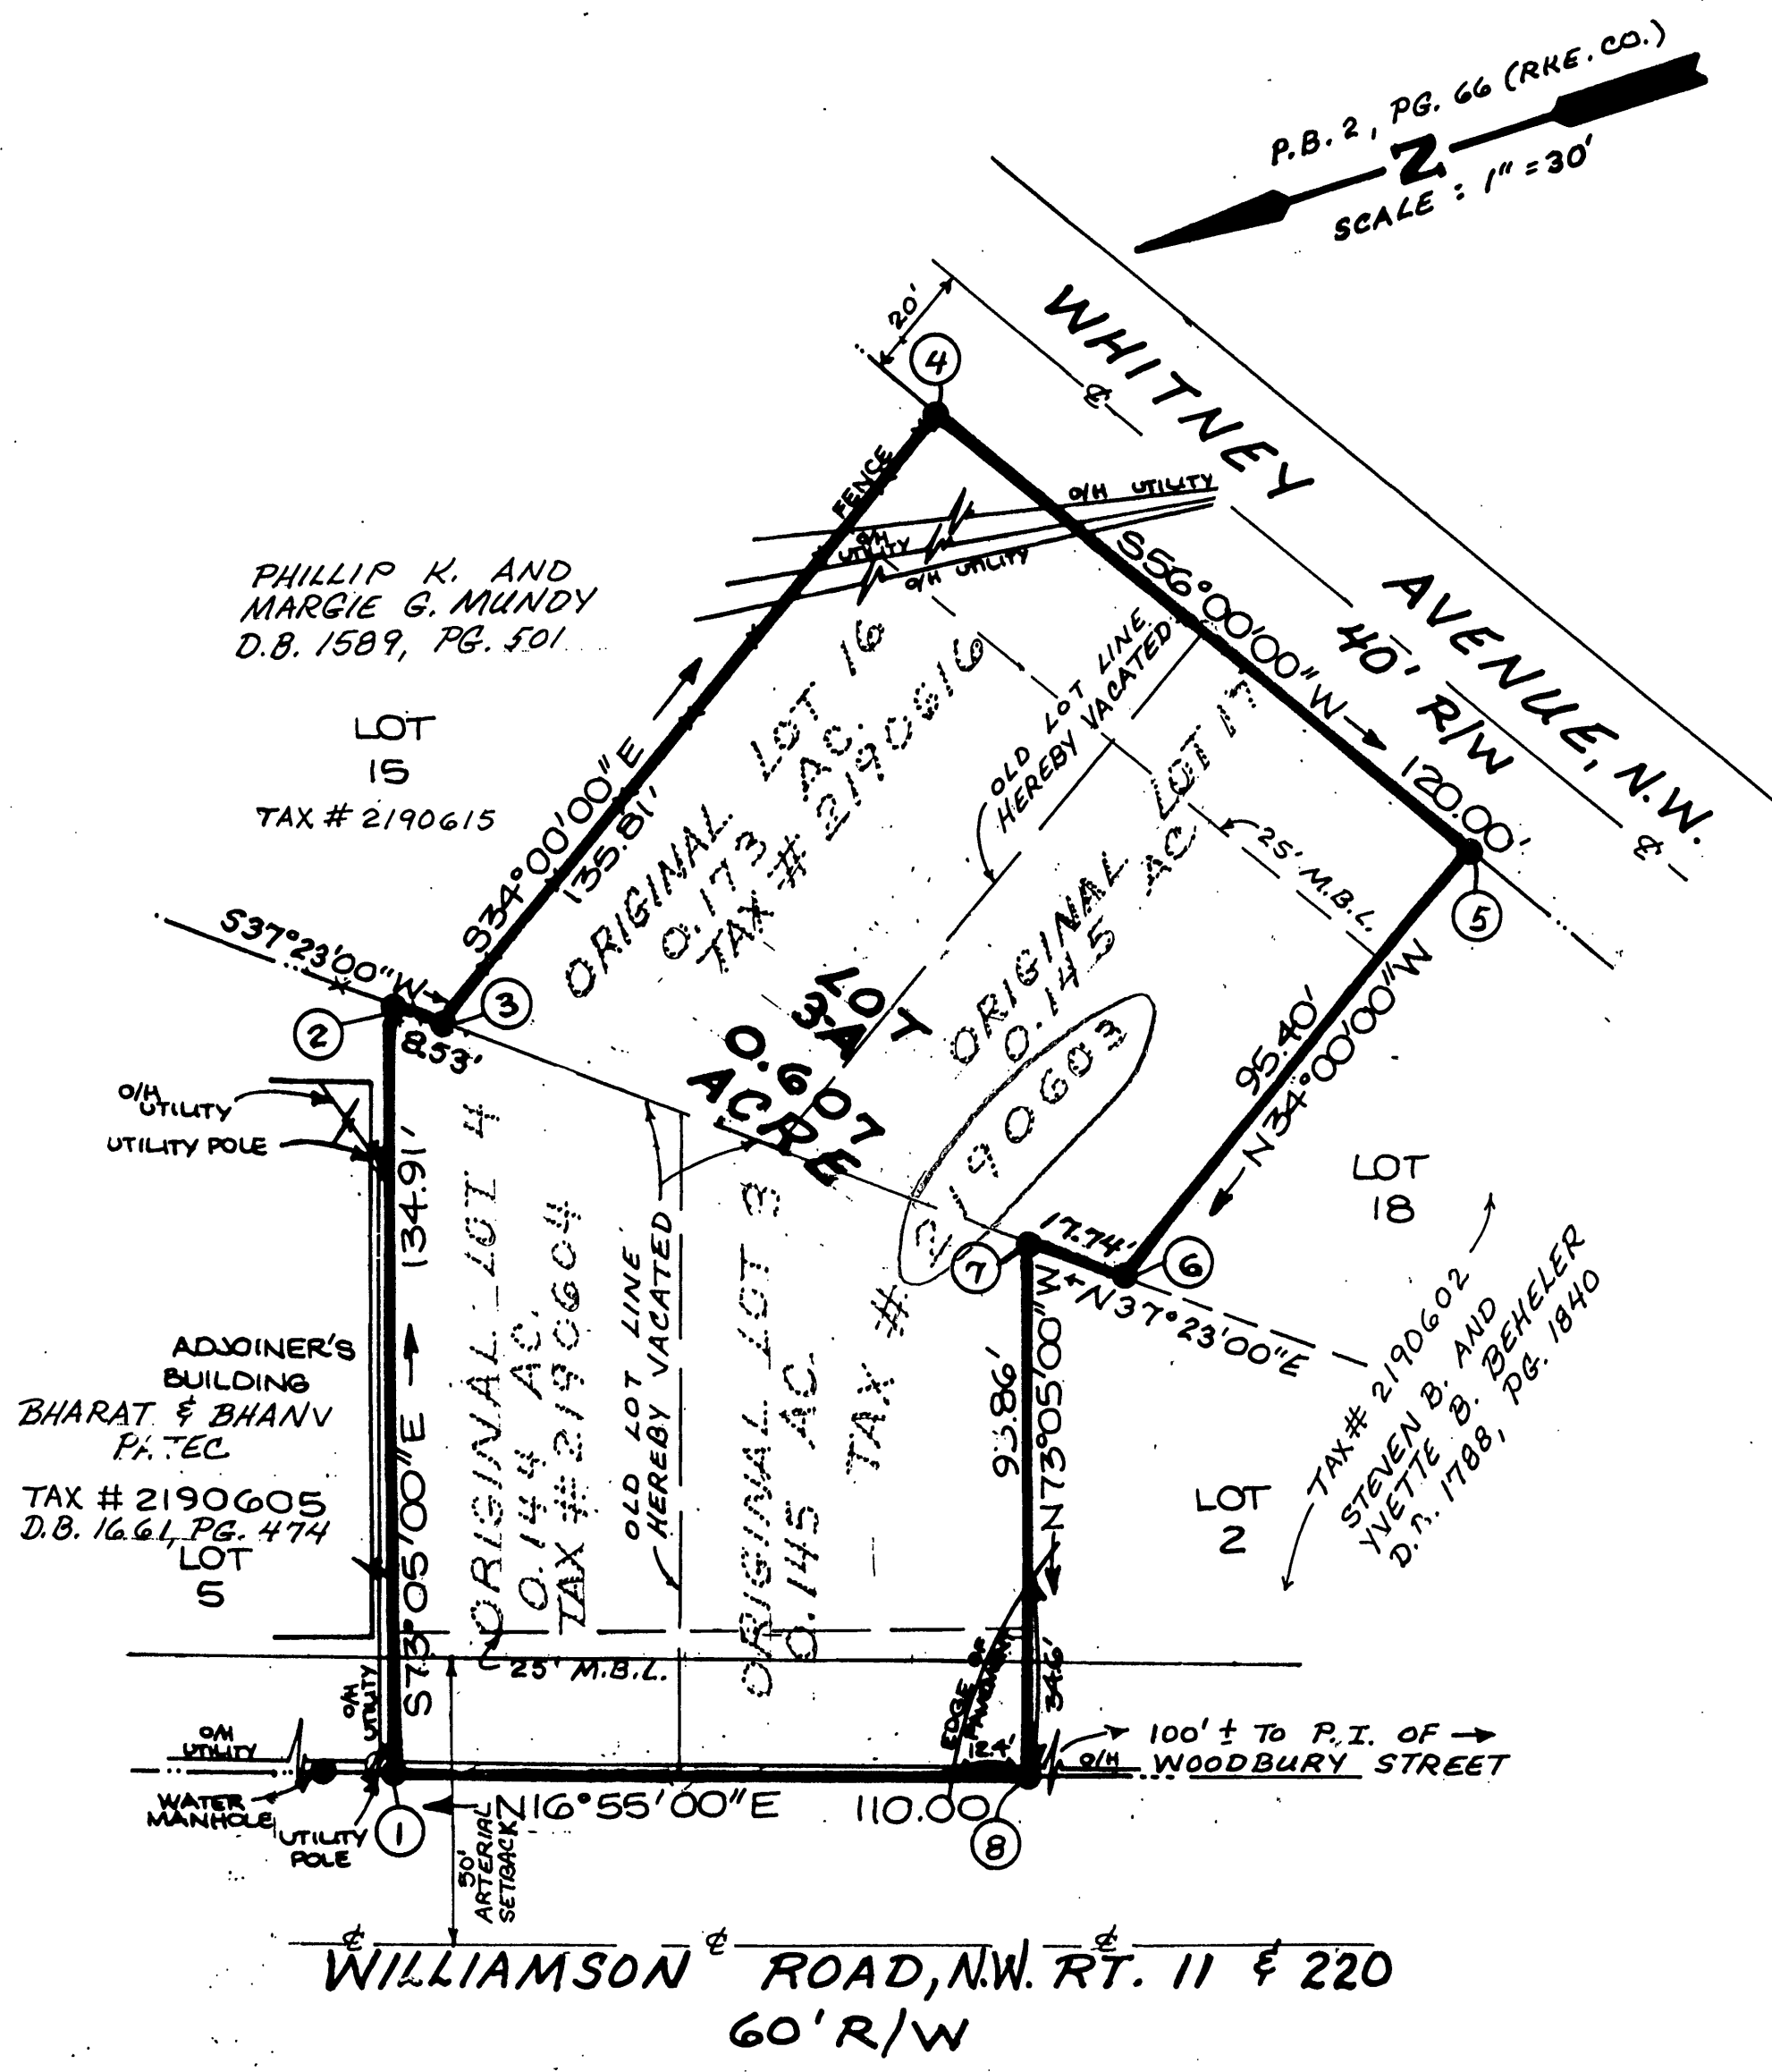 P.B. 2, PG. 66 (RKE. CO.)
N
SCALE : 1" = 30'
WHITNEY AVENUE, N.W.
40' R/W
20'
4
FENCE
O/H UTILITY
O/H
UTILITY
O/H UTILITY
S56°00'00"W
120.00'
PHILLIP K. AND
MARGIE G. MUNDY
D.B. 1589, PG. 501
LOT
15
TAX # 2190615
S34°00'00"E
135.81'
ORIGINAL LOT 16
0.173 AC.
TAX # 2190616
OLD LOT LINE
HEREBY VACATED
ORIGINAL LOT 17
0.145 AC
25' M.B.L.
5
S37°23'00"W
8.53'
2
3
LOT
3A
0.607
ACRE
95.40'
N34°00'00"W
O/H
UTILITY
UTILITY POLE
134.91'
S73°05'00"E
ORIGINAL LOT 4
0.144 AC.
TAX # 2190604
OLD LOT LINE
HEREBY VACATED
ORIGINAL LOT 3
0.145 AC.
TAX # 2190603
7
17.74'
6
N37°23'00"E
LOT
18
N73°05'00"W
34.6'
LOT
2
TAX # 2190602
STEVEN B. AND
YVETTE B. BEHELER
1788, PG. 1840
ADJOINER'S
BUILDING
BHARAT & BHANV
TAX # 2190605
D.B. 1661, PG. 474
LOT
5
25' M.B.L.
O/H
UTILITY
O/H
UTILITY
EDGE OF PAVEMENT
12.4'
O/H
100' ± TO P.I. OF
WOODBURY STREET
WATER
MANHOLE
UTILITY
POLE
1
N16°55'00"E
110.00
8
50'
ARTERIAL
SETBACK
WILLIAMSON ROAD, N.W. RT. 11 & 220
60' R/W